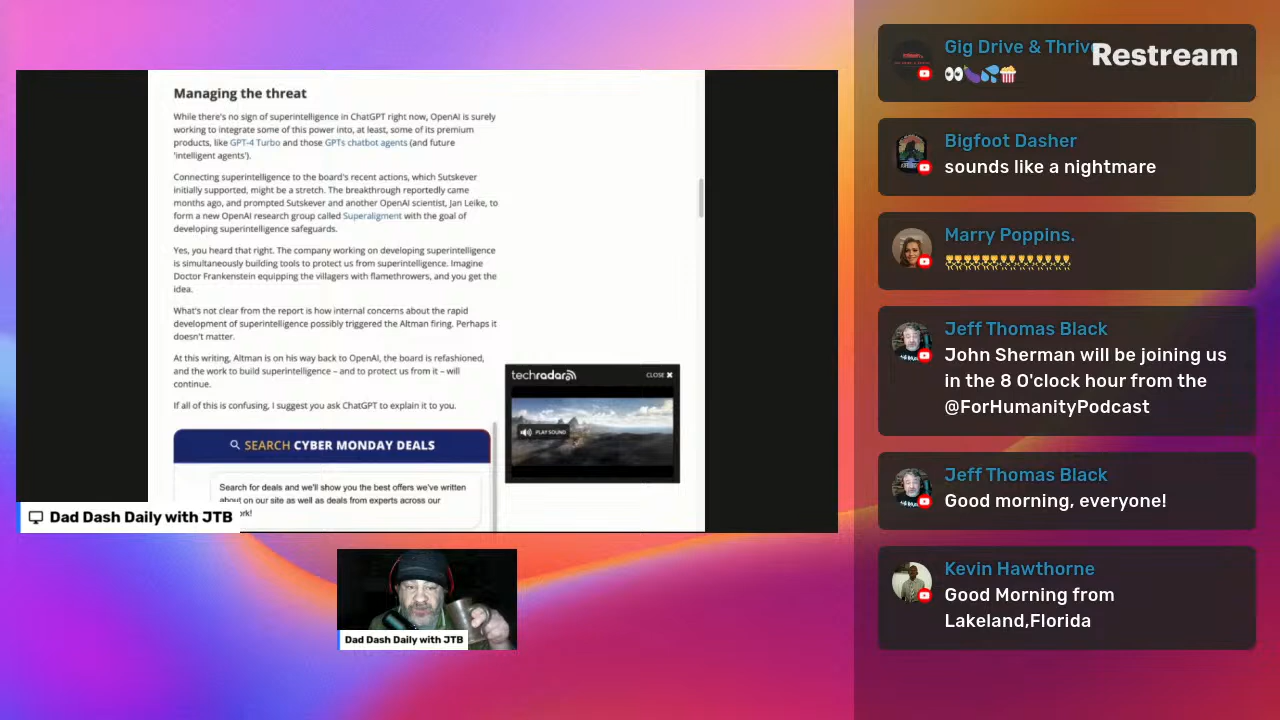 Managing the threat
While there's no sign of superintelligence in ChatGPT right now, OpenAI is surely
working to integrate some of this power into, at least, some of its premium
products, like GPT-4 Turbo and those GPTs chatbot agents (and future
'intelligent agents').
Connecting superintelligence to the board's recent actions, which Sutskever
initially supported, might be a stretch. The breakthrough reportedly came
months ago, and prompted Sutskever and another OpenAI scientist, Jan Leike, to
form a new OpenAI research group called Superaligment with the goal of
developing superintelligence safeguards.
Yes, you heard that right. The company working on developing superintelligence
is simultaneously building tools to protect us from superintelligence. Imagine
Doctor Frankenstein equipping the villagers with flamethrowers, and you get the
idea.
What's not clear from the report is how internal concerns about the rapid
development of superintelligence possibly triggered the Altman firing. Perhaps it
doesn't matter.
At this writing, Altman is on his way back to OpenAI, the board is refashioned,
and the work to build superintelligence – and to protect us from it – will
continue.
If all of this is confusing, I suggest you ask ChatGPT to explain it to you.
SEARCH CYBER MONDAY DEALS
Search for deals and we'll show you the best offers we've written
about on our site as well as deals from experts across our
ork!
techradar
CLOSE ✖
PLAY SOUND
Dad Dash Daily with JTB
Dad Dash Daily with JTB
Restream
Gig Drive & Thrive
👀🍆💦🍿
Bigfoot Dasher
sounds like a nightmare
Marry Poppins.
Jeff Thomas Black
John Sherman will be joining us
in the 8 O'clock hour from the
@ForHumanityPodcast
Jeff Thomas Black
Good morning, everyone!
Kevin Hawthorne
Good Morning from
Lakeland,Florida